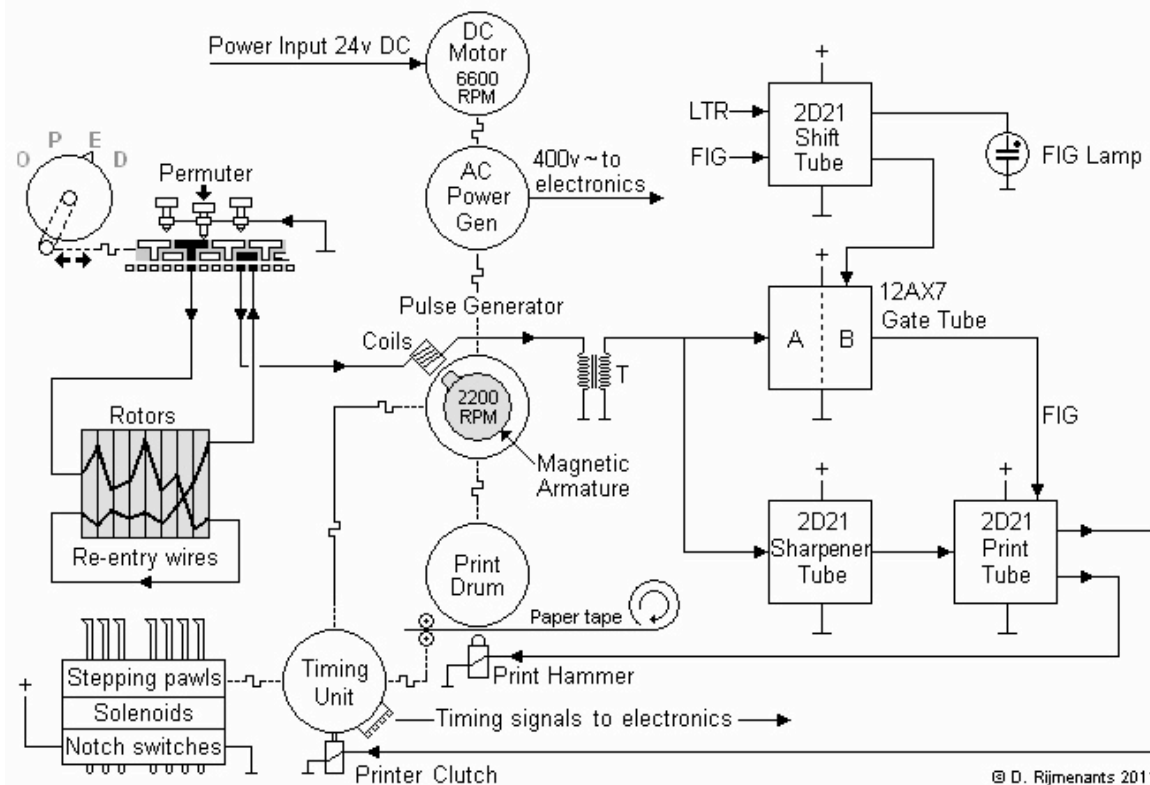 Power Input 24v DC
DC
Motor
6600
RPM
O P E D
Permuter
AC
Power
Gen
400v ~ to
electronics
LTR
FIG
+
2D21
Shift
Tube
FIG Lamp
Pulse Generator
Coils
2200
RPM
Magnetic
Armature
T
+
A B
12AX7
Gate Tube
FIG
Rotors
Re-entry wires
Print
Drum
Paper tape
+
2D21
Sharpener
Tube
+
2D21
Print
Tube
+
Stepping pawls
Solenoids
Notch switches
Timing
Unit
Print Hammer
Timing signals to electronics
Printer Clutch
© D. Rijmenants 2011